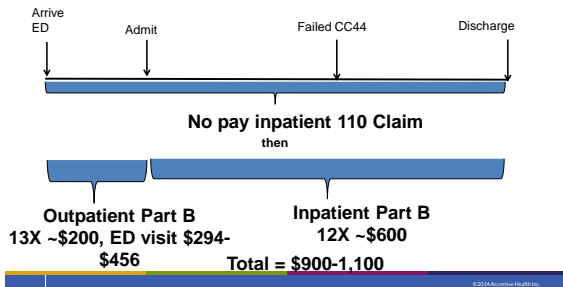 Arrive
ED
Admit
Failed CC44
Discharge
No pay inpatient 110 Claim
then
Outpatient Part B
13X ~$200, ED visit $294-
$456
Inpatient Part B
12X ~$600
Total = $900-1,100
© 2014 Accretive Health Inc.